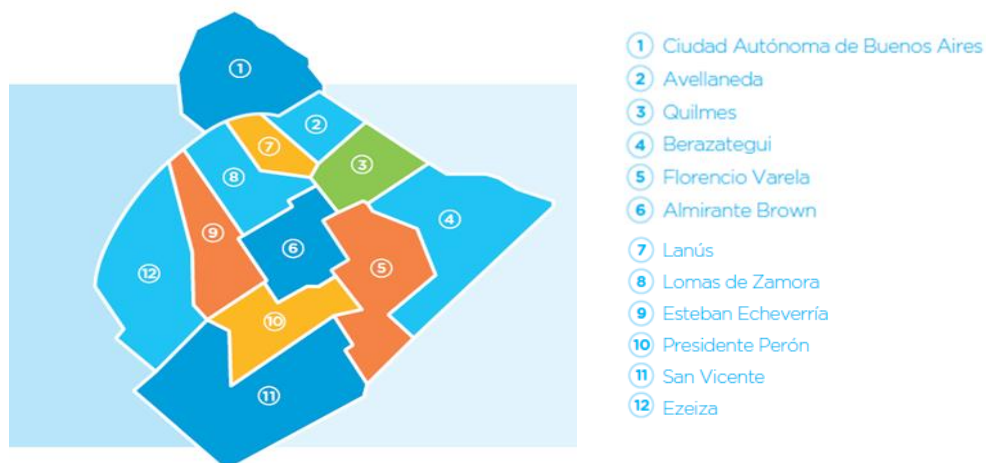 1 Ciudad Autónoma de Buenos Aires
2 Avellaneda
3 Quilmes
4 Berazategui
5 Florencio Varela
6 Almirante Brown
7 Lanús
8 Lomas de Zamora
9 Esteban Echeverría
10 Presidente Perón
11 San Vicente
12 Ezeiza
1
2
7
3
8
4
9
6
5
12
10
11